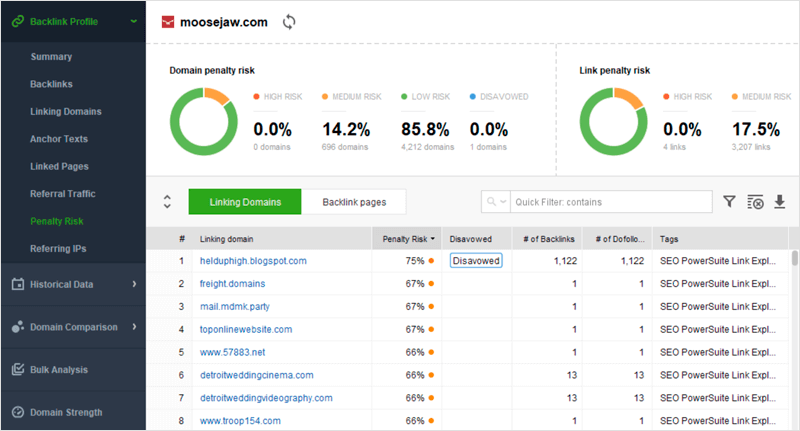 Backlink Profile
Summary
Backlinks
Linking Domains
Anchor Texts
Linked Pages
Referral Traffic
Penalty Risk
Referring IPs
Historical Data
Domain Comparison
Bulk Analysis
Domain Strength
moosejaw.com
Domain penalty risk
HIGH RISK MEDIUM RISK LOW RISK DISAVOWED
0.0% 14.2% 85.8% 0.0%
0 domains 696 domains 4,212 domains 1 domains
Link penalty risk
HIGH RISK MEDIUM RISK
0.0% 17.5%
4 links 3,207 links
Linking Domains Backlink pages Quick Filter: contains
# Linking domain Penalty Risk Disavowed # of Backlinks # of Dofollo... Tags
1 helduphigh.blogspot.com 75% Disavowed 1,122 1,122 SEO PowerSuite Link Expl...
2 freight.domains 67% 1 1 SEO PowerSuite Link Expl...
3 mail.mdmk.party 67% 1 1 SEO PowerSuite Link Expl...
4 toponlinewebsite.com 67% 1 1 SEO PowerSuite Link Expl...
5 www.57883.net 66% 1 1 SEO PowerSuite Link Expl...
6 detroitweddingcinema.com 66% 13 13 SEO PowerSuite Link Expl...
7 detroitweddingvideography.com 66% 13 13 SEO PowerSuite Link Expl...
8 www.troop154.com 66% 1 1 SEO PowerSuite Link Expl...